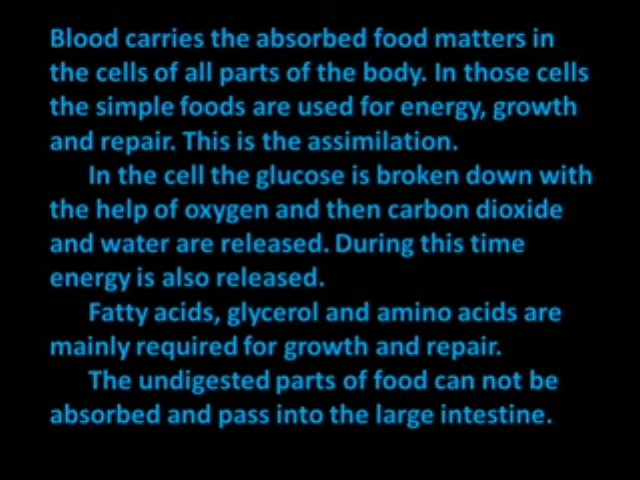 Blood carries the absorbed food matters in
the cells of all parts of the body. In those cells
the simple foods are used for energy, growth
and repair. This is the assimilation.
In the cell the glucose is broken down with
the help of oxygen and then carbon dioxide
and water are released. During this time
energy is also released.
Fatty acids, glycerol and amino acids are
mainly required for growth and repair.
The undigested parts of food can not be
absorbed and pass into the large intestine.